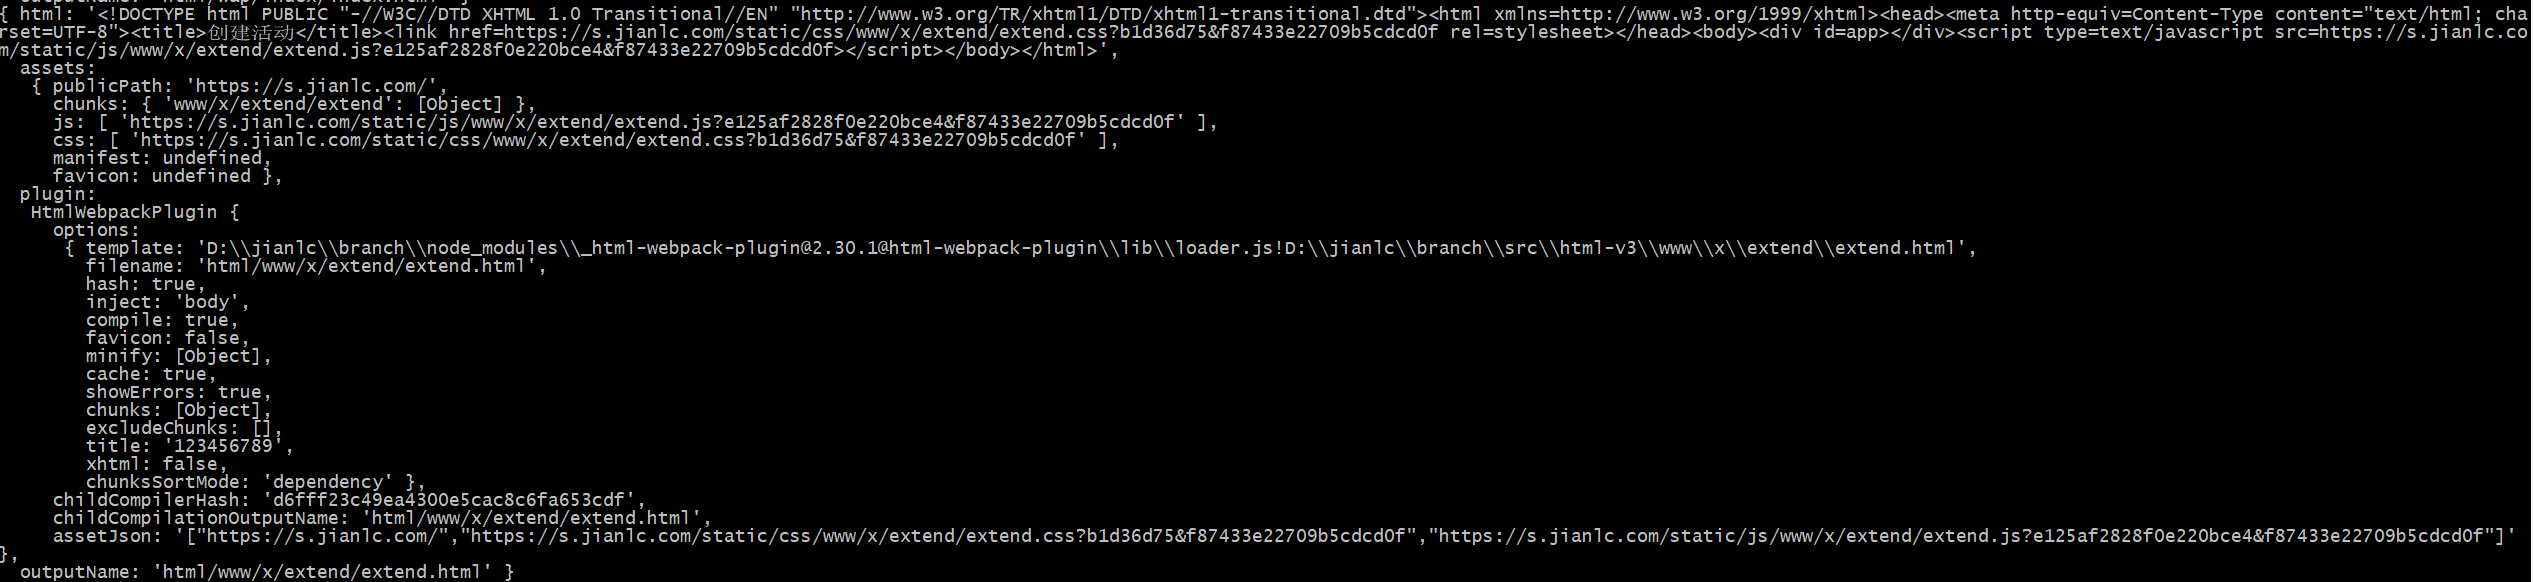 { html: '<!DOCTYPE html PUBLIC "-//W3C//DTD XHTML 1.0 Transitional//EN" "http://www.w3.org/TR/xhtml1/DTD/xhtml1-transitional.dtd"><html xmlns=http://www.w3.org/1999/xhtml><head><meta http-equiv=Content-Type content="text/html; cha
rset=UTF-8"><title>创建活动</title><link href=https://s.jianlc.com/static/css/www/x/extend/extend.css?b1d36d75&f87433e22709b5cdcd0f rel=stylesheet></head><body><div id=app></div><script type=text/javascript src=https://s.jianlc.co
m/static/js/www/x/extend/extend.js?e125af2828f0e220bce4&f87433e22709b5cdcd0f></script></body></html>',
  assets:
   { publicPath: 'https://s.jianlc.com/',
     chunks: { 'www/x/extend/extend': [Object] },
     js: [ 'https://s.jianlc.com/static/js/www/x/extend/extend.js?e125af2828f0e220bce4&f87433e22709b5cdcd0f' ],
     css: [ 'https://s.jianlc.com/static/css/www/x/extend/extend.css?b1d36d75&f87433e22709b5cdcd0f' ],
     manifest: undefined,
     favicon: undefined },
  plugin:
   HtmlWebpackPlugin {
     options:
      { template: 'D:\\jianlc\\branch\\node_modules\\_html-webpack-plugin@2.30.1@html-webpack-plugin\\lib\\loader.js!D:\\jianlc\\branch\\src\\html-v3\\www\\x\\extend\\extend.html',
        filename: 'html/www/x/extend/extend.html',
        hash: true,
        inject: 'body',
        compile: true,
        favicon: false,
        minify: [Object],
        cache: true,
        showErrors: true,
        chunks: [Object],
        excludeChunks: [],
        title: '123456789',
        xhtml: false,
        chunksSortMode: 'dependency' },
     childCompilerHash: 'd6fff23c49ea4300e5cac8c6fa653cdf',
     childCompilationOutputName: 'html/www/x/extend/extend.html',
     assetJson: '["https://s.jianlc.com/","https://s.jianlc.com/static/css/www/x/extend/extend.css?b1d36d75&f87433e22709b5cdcd0f","https://s.jianlc.com/static/js/www/x/extend/extend.js?e125af2828f0e220bce4&f87433e22709b5cdcd0f"]'
},
  outputName: 'html/www/x/extend/extend.html' }